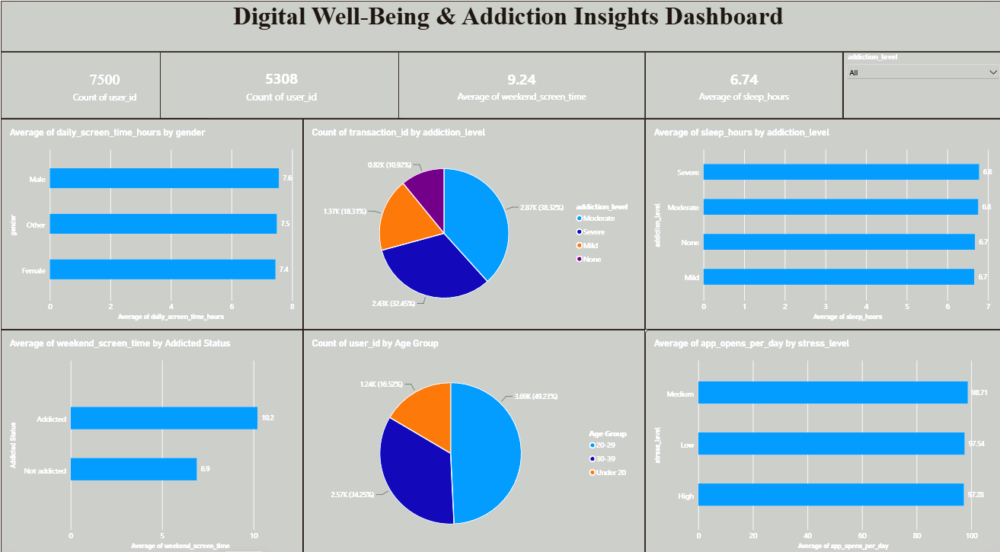 Digital Well-Being & Addiction Insights Dashboard
7500
Count of user_id
5308
Count of user_id
9.24
Average of weekend_screen_time
6.74
Average of sleep_hours
addiction_level
All
Average of daily_screen_time_hours by gender
gender
Male
7.6
Other
7.5
Female
7.4
0 2 4 6 8
Average of daily_screen_time_hours
Count of transaction_id by addiction_level
0.82K (10.92%)
1.37K (18.31%)
2.87K (38.32%)
2.43K (32.45%)
addiction_level
Moderate
Severe
Mild
None
Average of sleep_hours by addiction_level
addiction_level
Severe
6.8
Moderate
6.8
None
6.7
Mild
6.7
0 1 2 3 4 5 6 7
Average of sleep_hours
Average of weekend_screen_time by Addicted Status
Addicted Status
Addicted
10.2
Not addicted
6.9
0 5 10
Average of weekend_screen_time
Count of user_id by Age Group
1.24K (16.52%)
3.69K (49.23%)
2.57K (34.25%)
Age Group
20-29
30-39
Under 20
Average of app_opens_per_day by stress_level
stress_level
Medium
98.71
Low
97.54
High
97.28
0 20 40 60 80 100
Average of app_opens_per_day